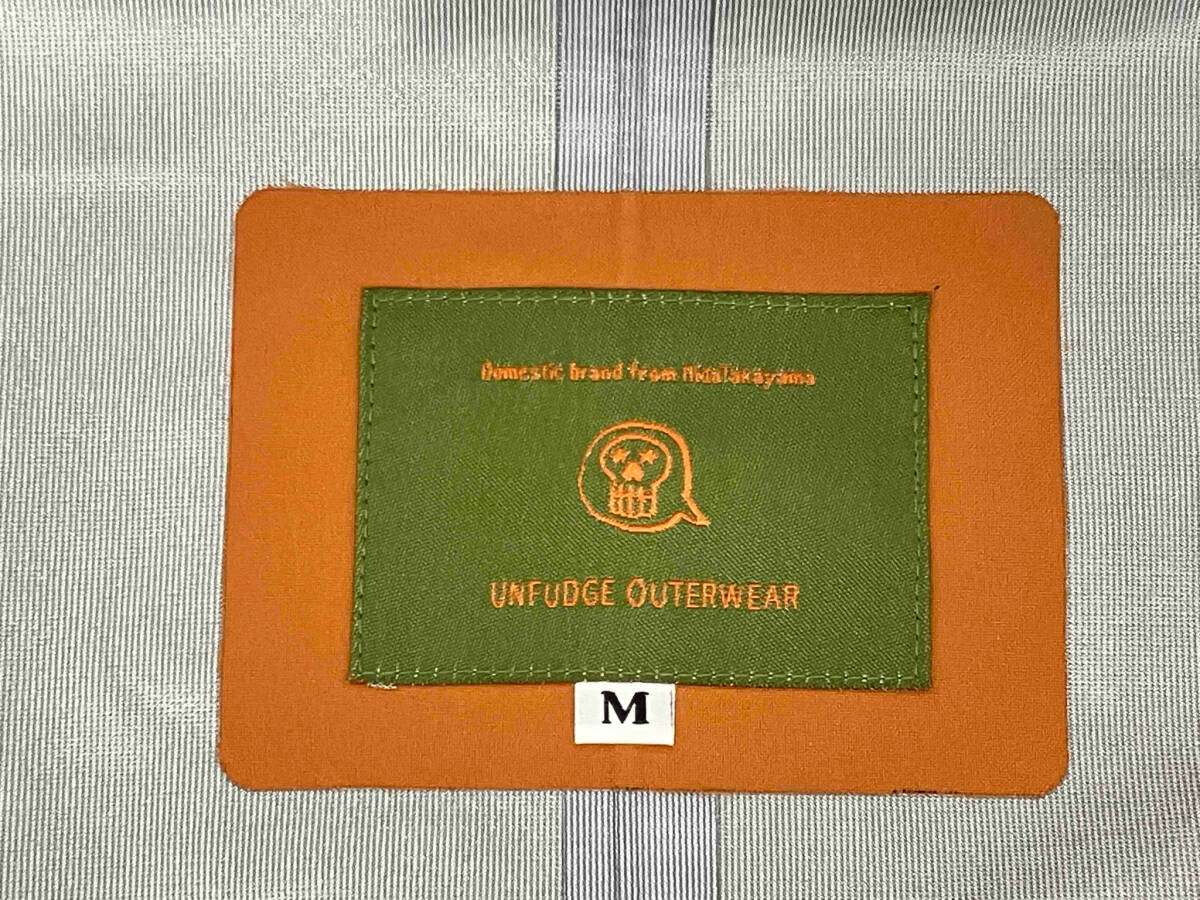 Domestic brand from HidaTakayama
UNFUDGE OUTERWEAR
M